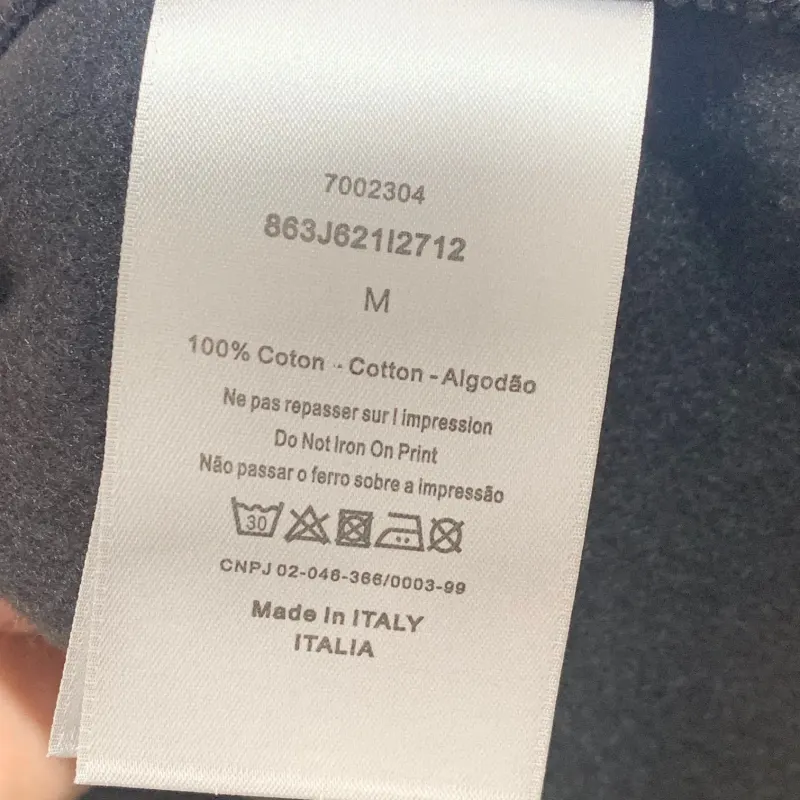 7002304
863J621I2712
M
100% Coton - Cotton - Algodão
Ne pas repasser sur l impression
Do Not Iron On Print
Não passar o ferro sobre a impressão
30
CNPJ 02-046-366/0003-99
Made In ITALY
ITALIA